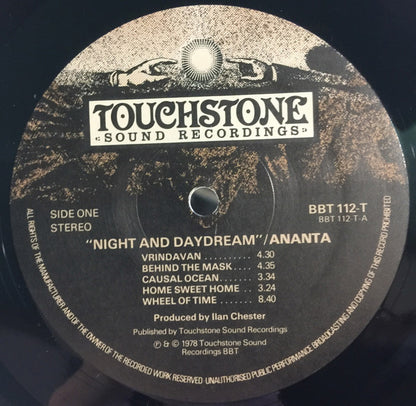 TOUCHSTONE
SOUND RECORDINGS
SIDE ONE
STEREO
BBT 112-T
BBT 112-T-A
"NIGHT AND DAYDREAM"/ANANTA
VRINDAVAN .......... 4.30
BEHIND THE MASK .... 4.35
CAUSAL OCEAN ....... 3.34
HOME SWEET HOME .. 3.24
WHEEL OF TIME ....... 8.40
Produced by Ilan Chester
Published by Touchstone Sound Recordings
℗ & © 1978 Touchstone Sound
Recordings BBT
ALL RIGHTS OF THE MANUFACTURER AND OF THE OWNER OF THE RECORDED WORK RESERVED UNAUTHORISED PUBLIC PERFORMANCE BROADCASTING AND COPYING OF THIS RECORD PROHIBITED